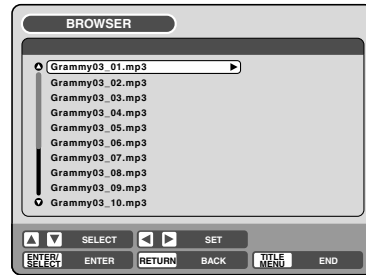 BROWSER
Grammy03_01.mp3
Grammy03_02.mp3
Grammy03_03.mp3
Grammy03_04.mp3
Grammy03_05.mp3
Grammy03_06.mp3
Grammy03_07.mp3
Grammy03_08.mp3
Grammy03_09.mp3
Grammy03_10.mp3
SELECT SET
ENTER/SELECT ENTER RETURN BACK TITLE MENU END